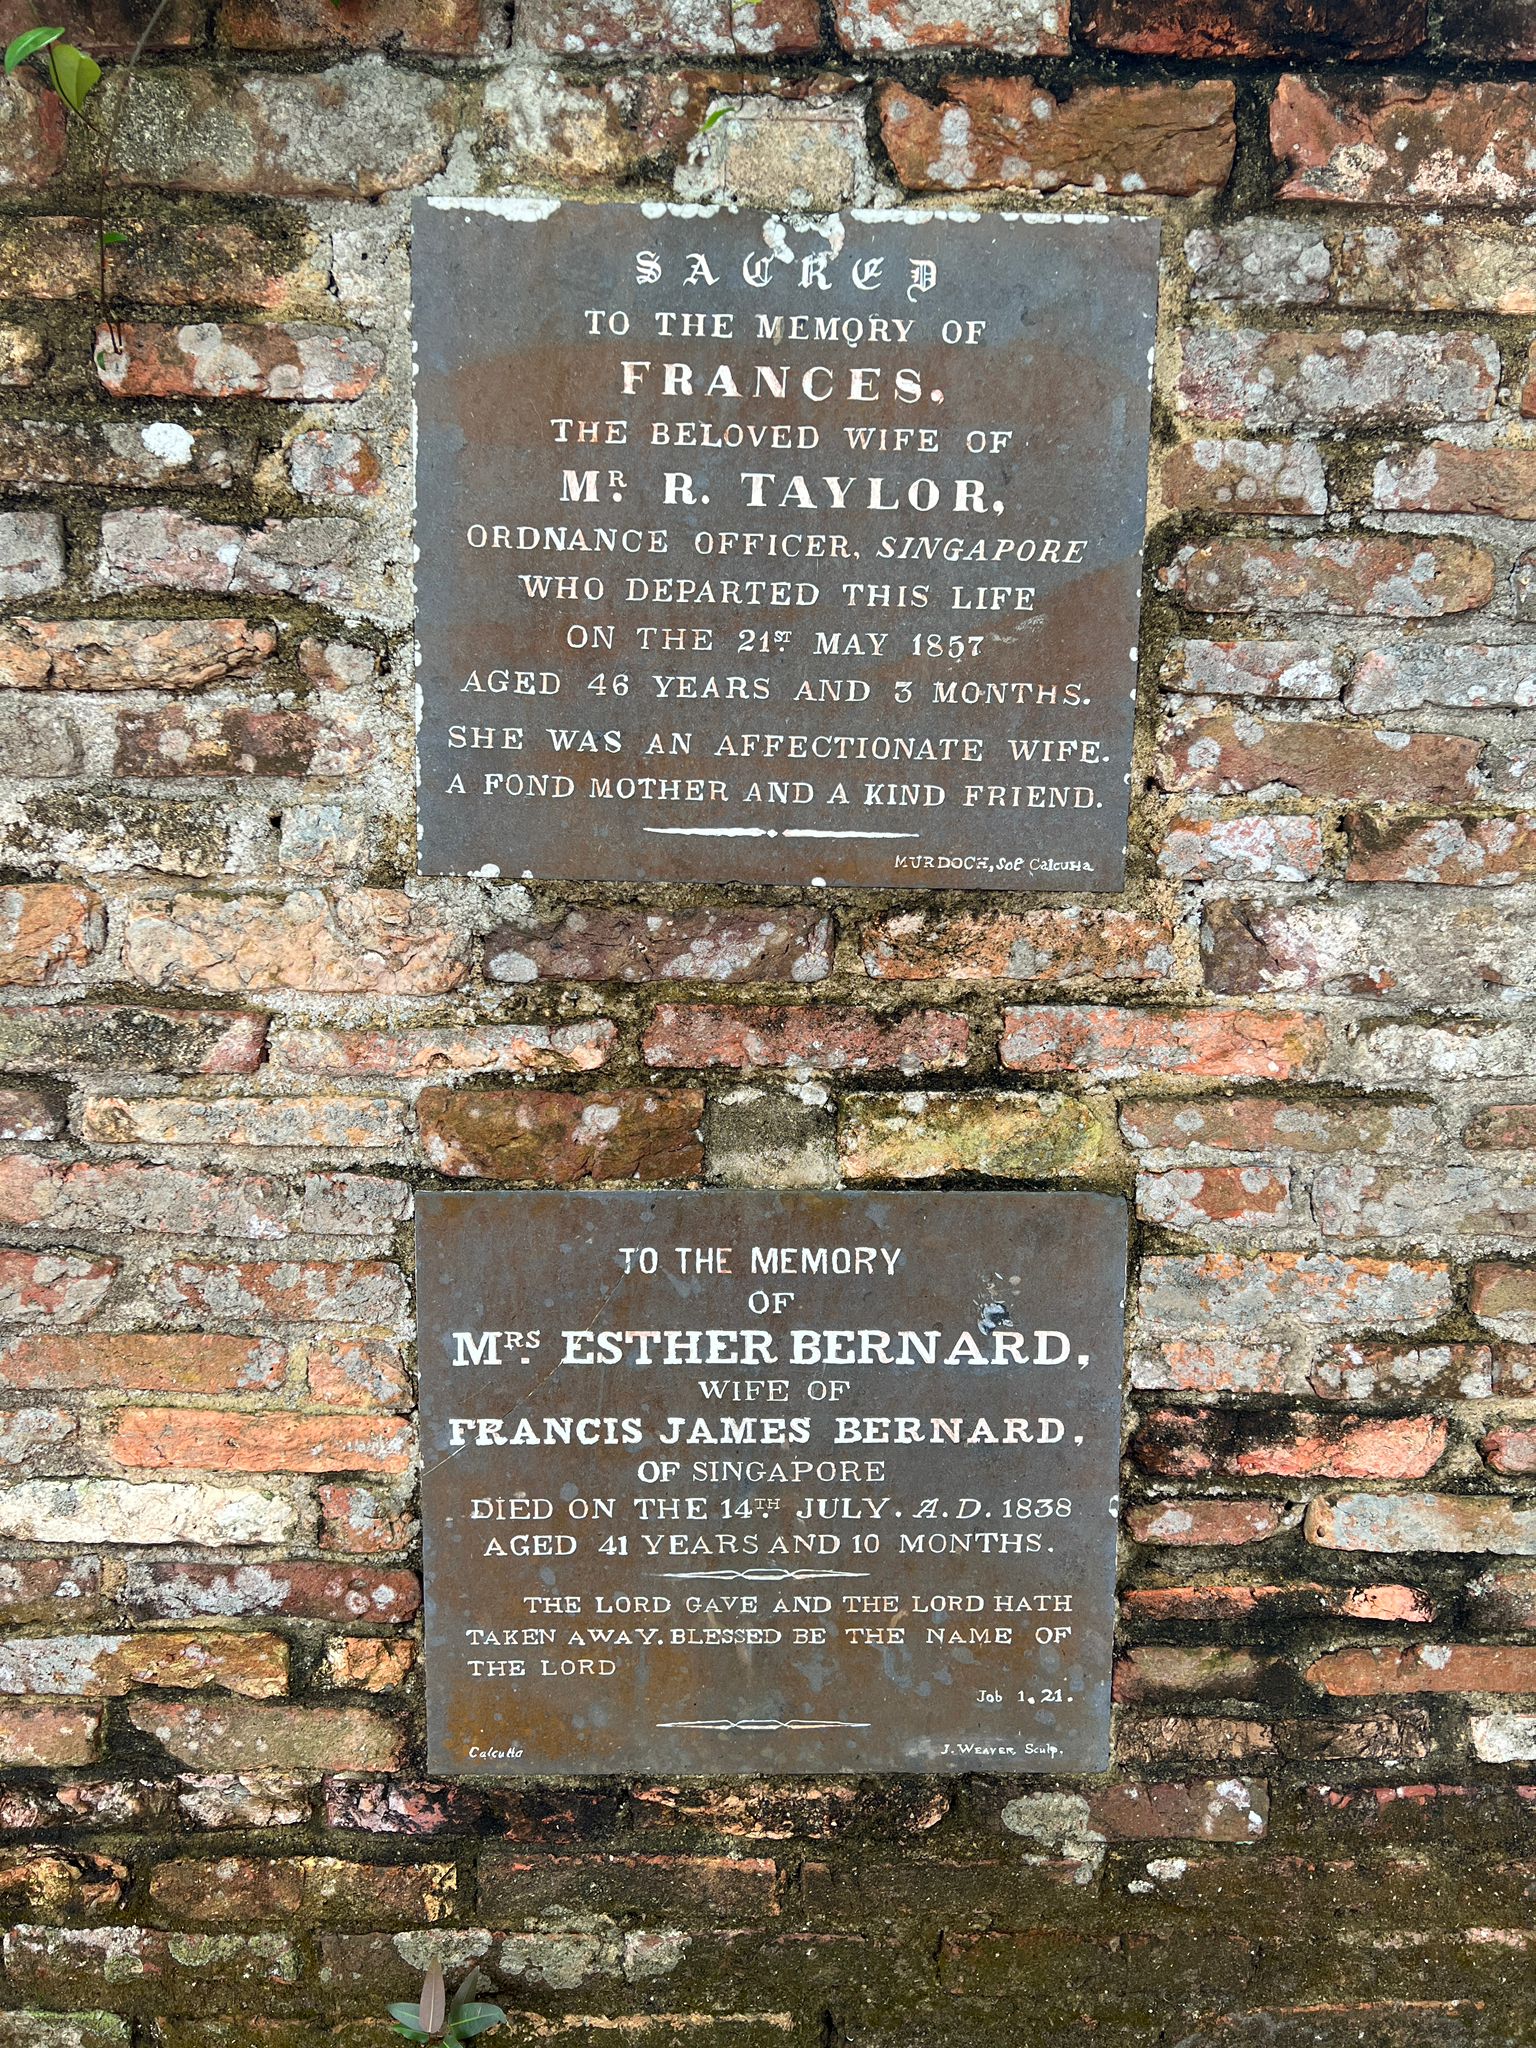 SACRED
TO THE MEMORY OF
FRANCES.
THE BELOVED WIFE OF
MR. R. TAYLOR,
ORDNANCE OFFICER, SINGAPORE
WHO DEPARTED THIS LIFE
ON THE 21ST. MAY 1857
AGED 46 YEARS AND 3 MONTHS.
SHE WAS AN AFFECTIONATE WIFE.
A FOND MOTHER AND A KIND FRIEND.
MURDOCH, Calcutta
TO THE MEMORY
OF
MRS. ESTHER BERNARD,
WIFE OF
FRANCIS JAMES BERNARD,
OF SINGAPORE
DIED ON THE 14TH. JULY. A.D. 1838
AGED 41 YEARS AND 10 MONTHS.
THE LORD GAVE AND THE LORD HATH
TAKEN AWAY. BLESSED BE THE NAME OF
THE LORD
Job 1. 21.
Calcutta J. WEAVER Sculp.